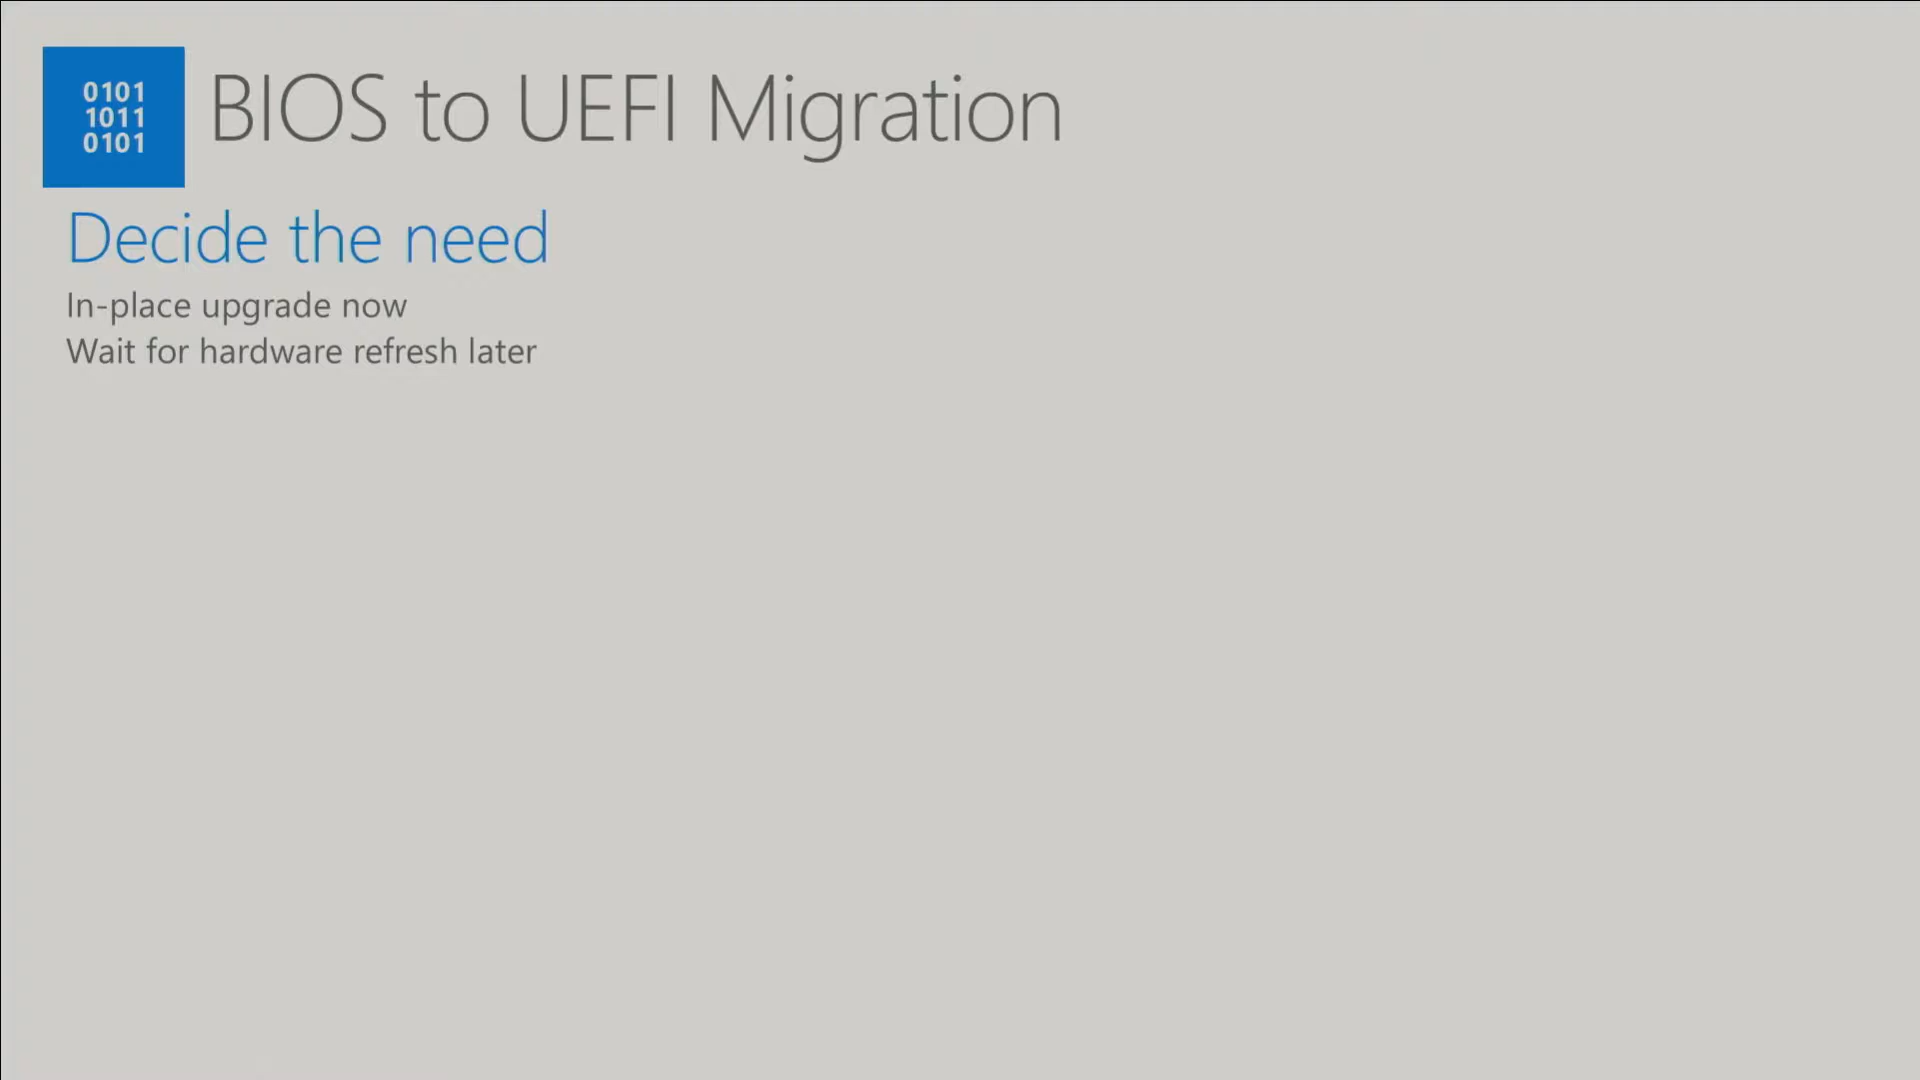 0101
1011
0101
BIOS to UEFI Migration
Decide the need
In-place upgrade now
Wait for hardware refresh later